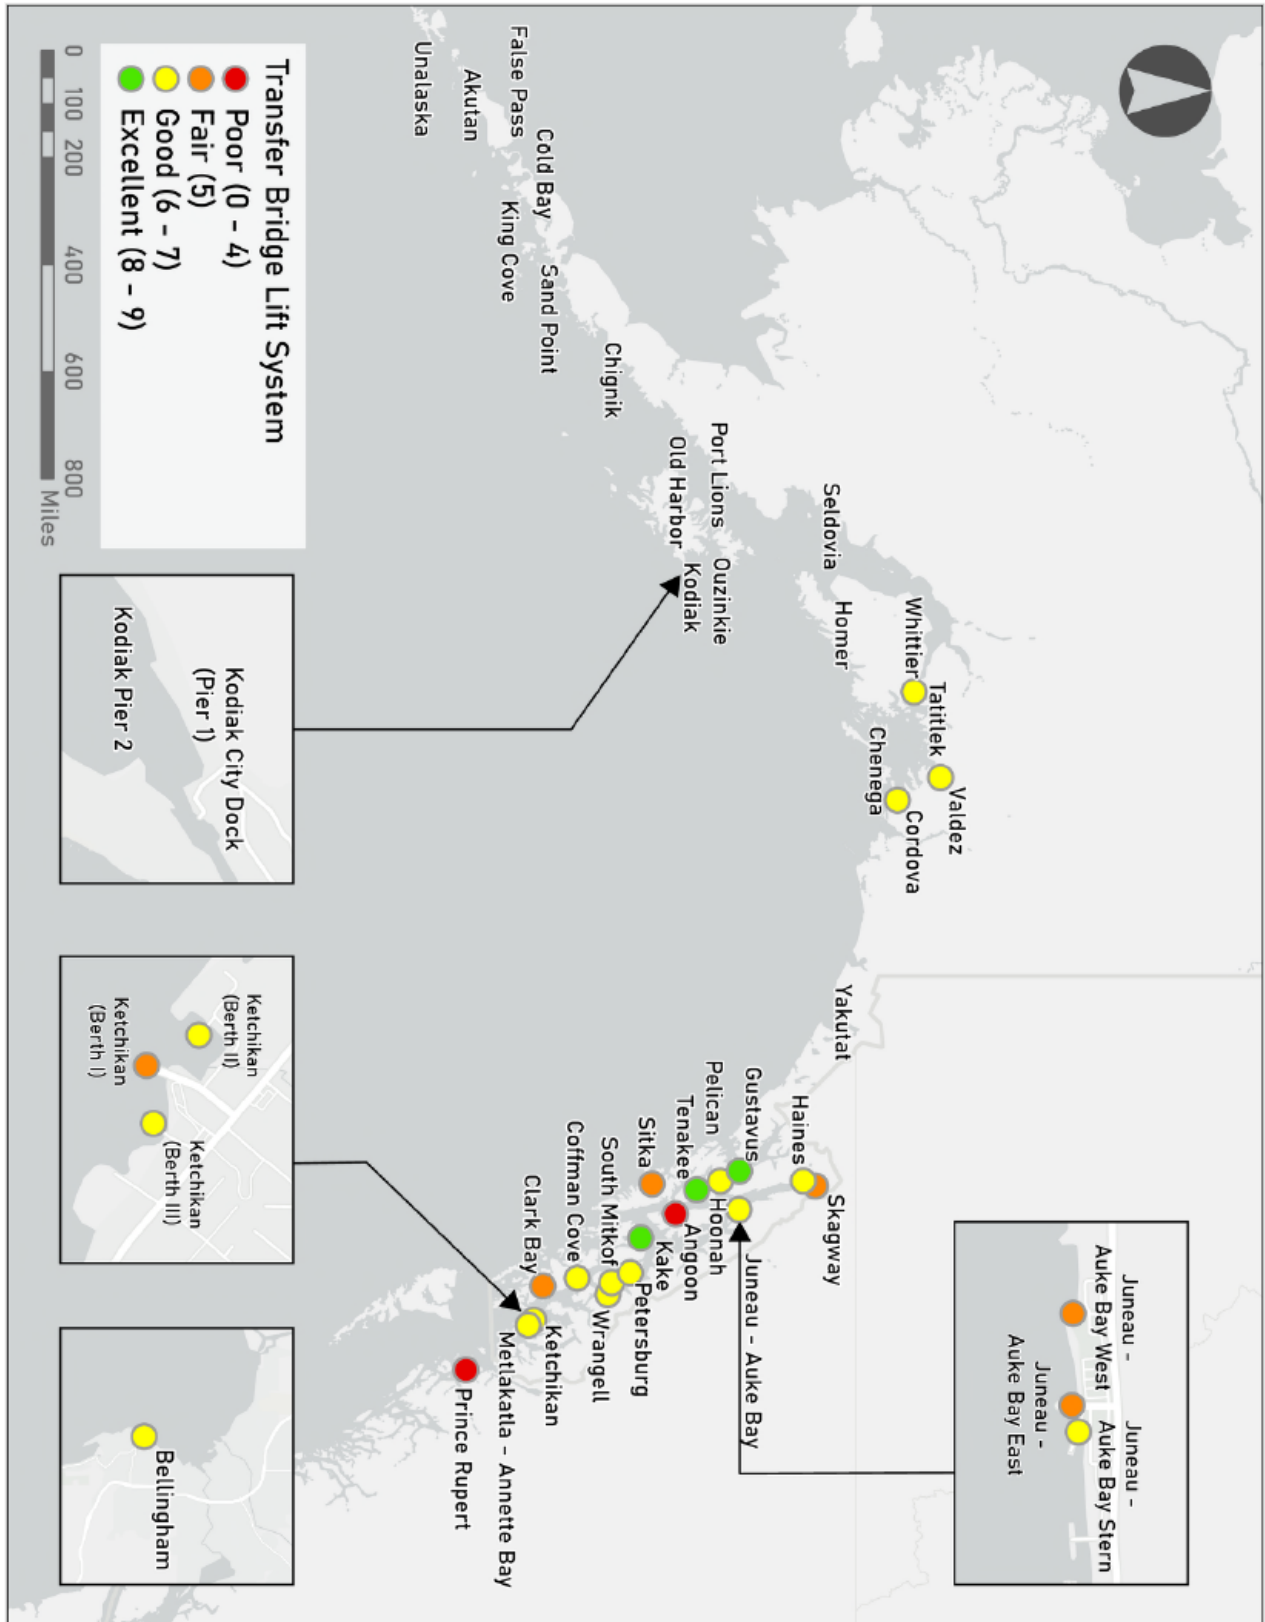 Transfer Bridge Lift System
Poor (0 - 4)
Fair (5)
Good (6 - 7)
Excellent (8 - 9)
0
100
200
400
600
800
Miles
Unalaska
Akutan
False Pass
Cold Bay
King Cove
Sand Point
Chignik
Port Lions
Old Harbor
Ouzinkie
Kodiak
Seldovia
Homer
Whittier
Tatitlek
Chenega
Valdez
Cordova
Yakutat
Haines
Skagway
Gustavus
Pelican
Hoonah
Tenakee
Angoon
Sitka
Kake
Juneau - Auke Bay
South Mitkof
Petersburg
Coffman Cove
Wrangell
Clark Bay
Ketchikan
Metlakatla - Annette Bay
Prince Rupert
Juneau -
Auke Bay West
Juneau -
Auke Bay Stern
Juneau -
Auke Bay East
Kodiak City Dock
(Pier 1)
Kodiak Pier 2
Ketchikan
(Berth II)
Ketchikan
(Berth I)
Ketchikan
(Berth III)
Bellingham